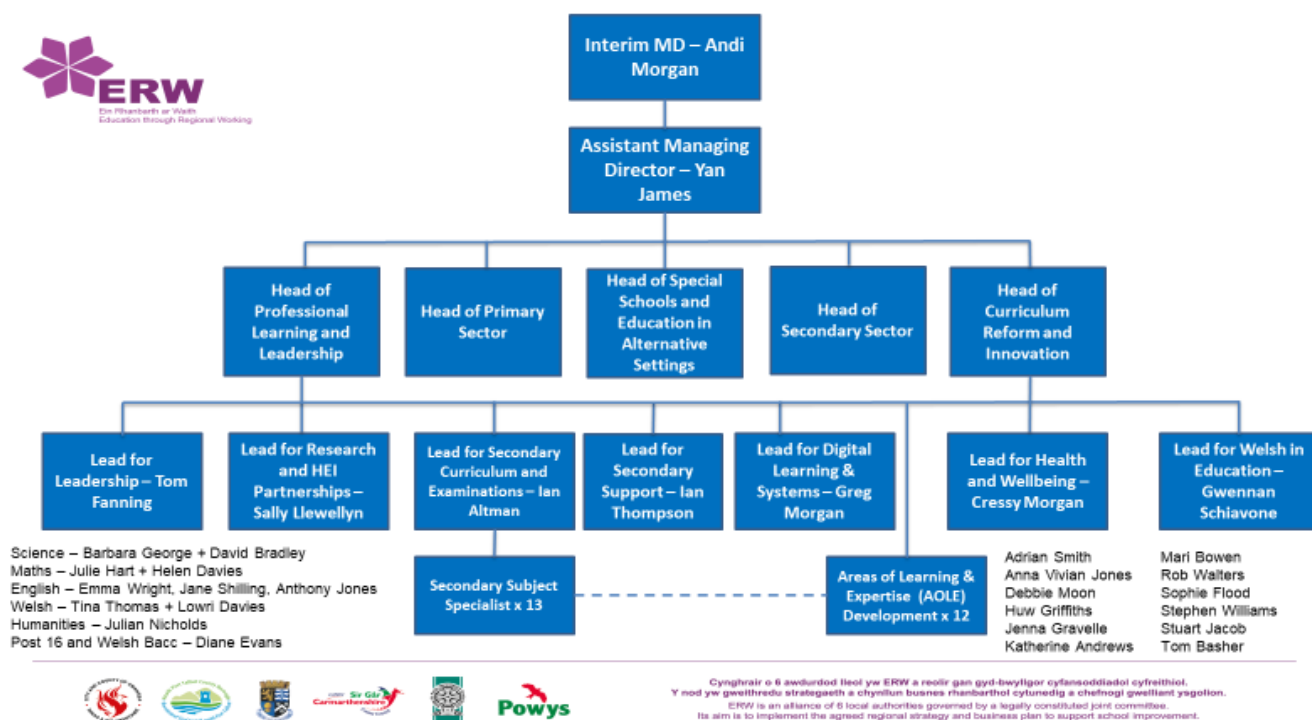 ERW
Ein Rhanbarth ar Waith
Education through Regional Working
Interim MD – Andi
Morgan
Assistant Managing
Director – Yan
James
Head of
Professional
Learning and
Leadership
Head of Primary
Sector
Head of Special
Schools and
Education in
Alternative
Settings
Head of
Secondary Sector
Head of
Curriculum
Reform and
Innovation
Lead for
Leadership – Tom
Fanning
Lead for Research
and HEI
Partnerships –
Sally Llewellyn
Lead for Secondary
Curriculum and
Examinations – Ian
Altman
Lead for
Secondary
Support – Ian
Thompson
Lead for Digital
Learning &
Systems – Greg
Morgan
Lead for Health
and Wellbeing –
Cressy Morgan
Lead for Welsh in
Education –
Gwennan
Schiavone
Science – Barbara George + David Bradley
Maths – Julie Hart + Helen Davies
English – Emma Wright, Jane Shilling, Anthony Jones
Welsh – Tina Thomas + Lowri Davies
Humanities – Julian Nicholds
Post 16 and Welsh Bacc – Diane Evans
Secondary Subject
Specialist x 13
Areas of Learning &
Expertise (AOLE)
Development x 12
Adrian Smith
Anna Vivian Jones
Debbie Moon
Huw Griffiths
Jenna Gravelle
Katherine Andrews
Mari Bowen
Rob Walters
Sophie Flood
Stephen Williams
Stuart Jacob
Tom Basher
Sir Gâr
Carmarthenshire
Powys
Cynghrair o 6 awdurdod lleol yw ERW a reolir gan gyd-bwyllgor cyfansoddiadol cyfreithiol.
Y nod yw gweithredu strategaeth a chynllun busnes rhanbarthol cytunedig a chefnogi gwelliant ysgolion.
ERW is an alliance of 6 local authorities governed by a legally constituted joint committee.
Its aim is to implement the agreed regional strategy and business plan to support school improvement.